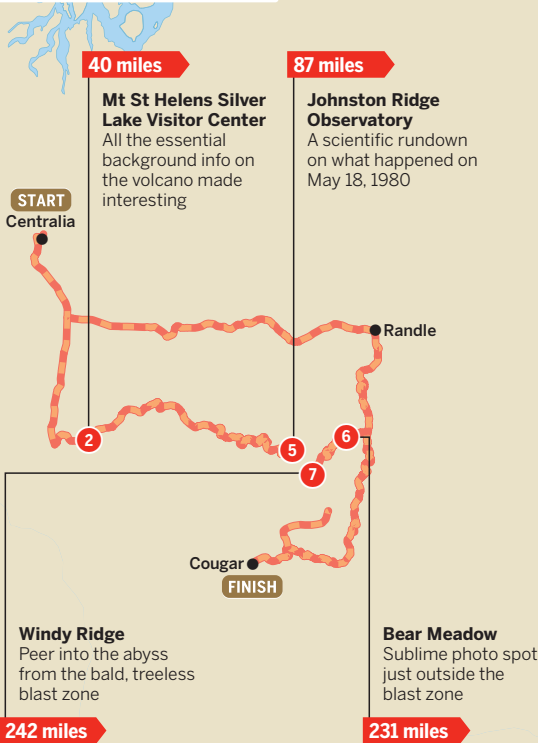 40 miles
Mt St Helens Silver
Lake Visitor Center
All the essential
background info on
the volcano made
interesting
87 miles
Johnston Ridge
Observatory
A scientific rundown
on what happened on
May 18, 1980
START
Centralia
Randle
2
5
6
7
Cougar
FINISH
Windy Ridge
Peer into the abyss
from the bald, treeless
blast zone
242 miles
Bear Meadow
Sublime photo spot
just outside the
blast zone
231 miles